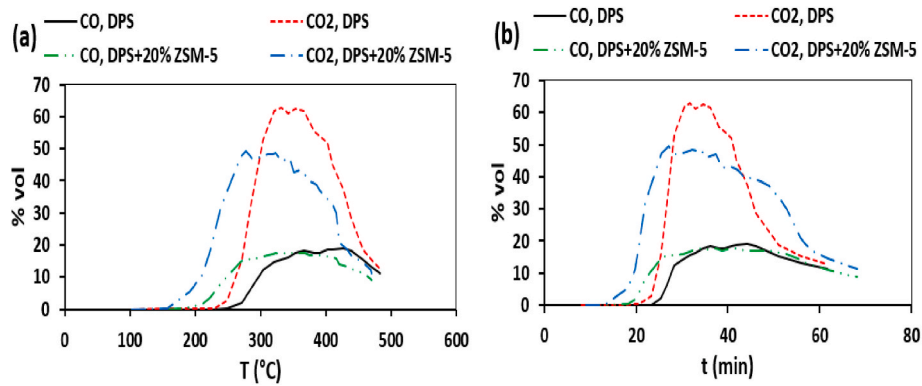 (a)
CO, DPS
CO2, DPS
CO, DPS+20% ZSM-5
CO2, DPS+20% ZSM-5
70
60
50
40
30
20
10
0
% vol
0 100 200 300 400 500 600
T (°C)
(b)
CO, DPS
CO2, DPS
CO, DPS+20% ZSM-5
CO2, DPS+20% ZSM-5
70
60
50
40
30
20
10
0
% vol
0 20 40 60 80
t (min)